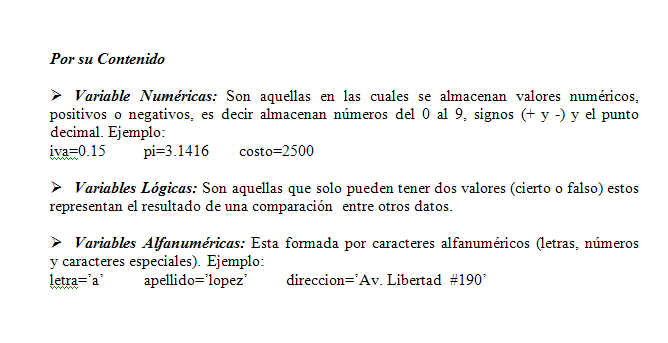 Por su Contenido
➢ Variable Numéricas: Son aquellas en las cuales se almacenan valores numéricos,
positivos o negativos, es decir almacenan números del 0 al 9, signos (+ y -) y el punto
decimal. Ejemplo:
iva=0.15 pi=3.1416 costo=2500
➢ Variables Lógicas: Son aquellas que solo pueden tener dos valores (cierto o falso) estos
representan el resultado de una comparación entre otros datos.
➢ Variables Alfanuméricas: Esta formada por caracteres alfanuméricos (letras, números
y caracteres especiales). Ejemplo:
letra=’a’ apellido=’lopez’ direccion=’Av. Libertad #190’